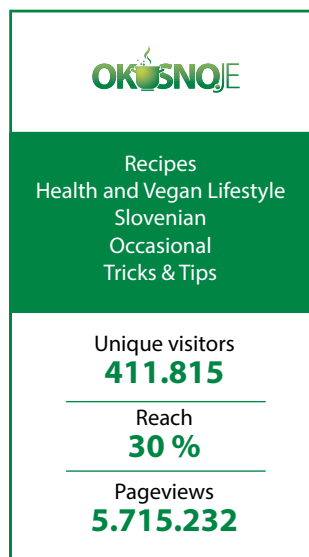 OKUSNO.JE
Recipes
Health and Vegan Lifestyle
Slovenian
Occasional
Tricks & Tips
Unique visitors
411.815
Reach
30 %
Pageviews
5.715.232